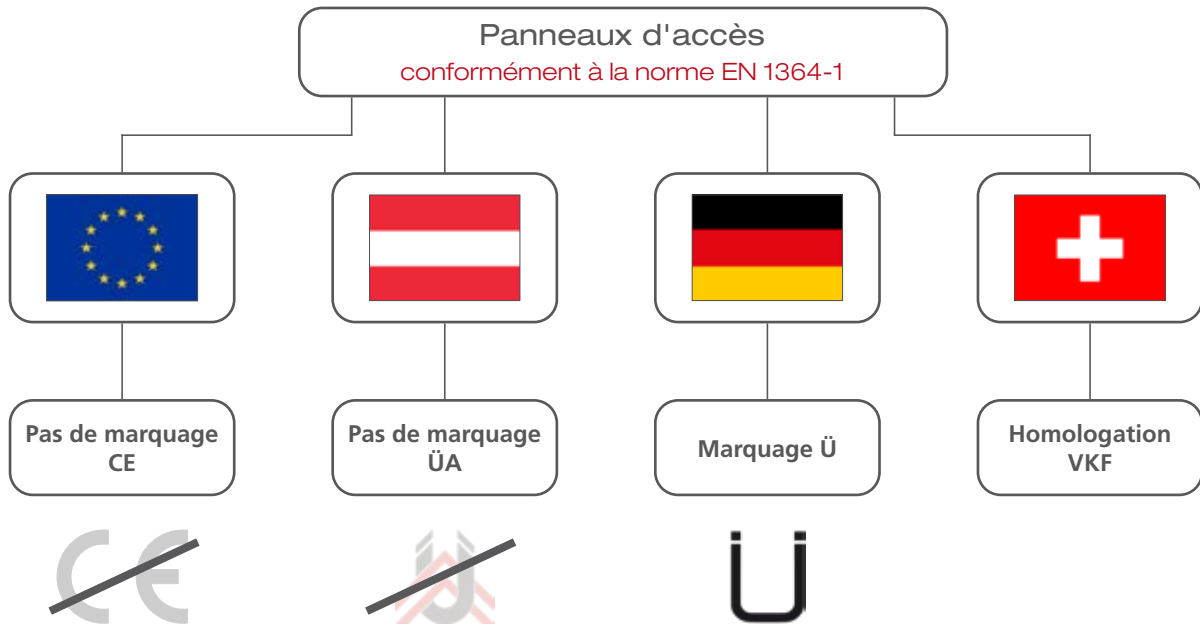 Panneaux d'accès
conformément à la norme EN 1364-1
Pas de marquage
CE
Pas de marquage
ÜA
Marquage Ü
Homologation
VKF
CE
Ü
Ü